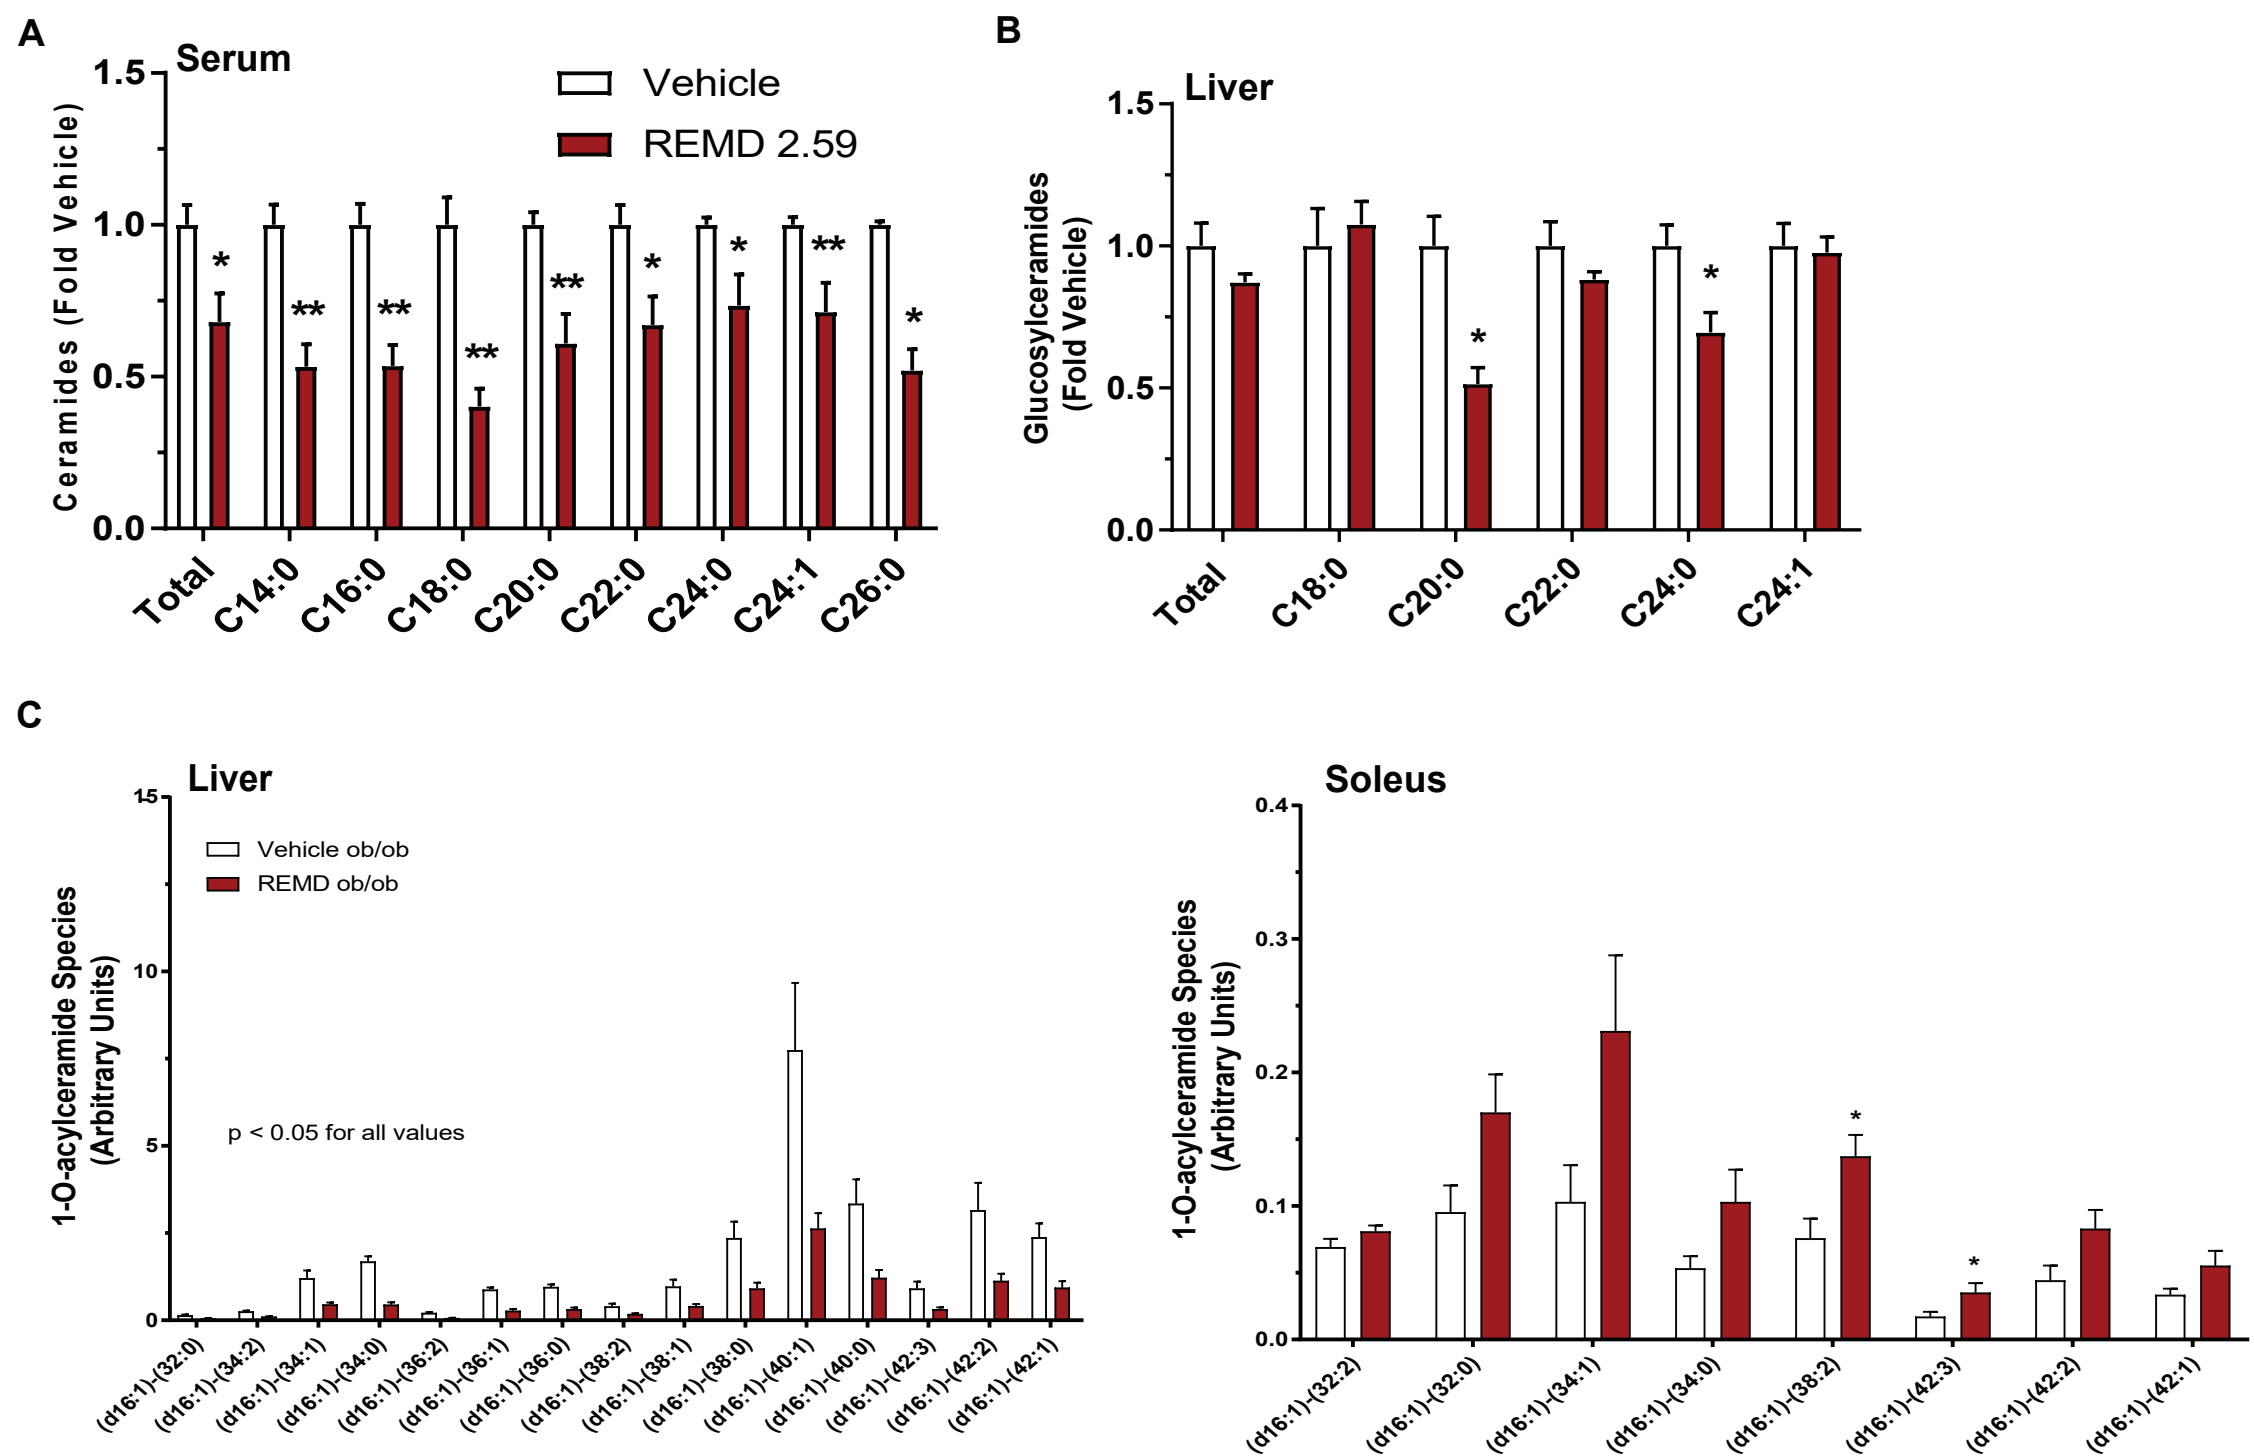 A
Serum
Vehicle
REMD 2.59
Ceramides (Fold Vehicle)
1.5
1.0
0.5
0.0
* ** ** ** ** * * ** *
Total C14:0 C16:0 C18:0 C20:0 C22:0 C24:0 C24:1 C26:0
B
Liver
Glucosylceramides
(Fold Vehicle)
1.5
1.0
0.5
0.0
* *
Total C18:0 C20:0 C22:0 C24:0 C24:1
C
Liver
Vehicle ob/ob
REMD ob/ob
p < 0.05 for all values
1-O-acylceramide Species
(Arbitrary Units)
15
10
5
0
(d16:1)-(32:0) (d16:1)-(34:2) (d16:1)-(34:1) (d16:1)-(34:0) (d16:1)-(36:2) (d16:1)-(36:1) (d16:1)-(36:0) (d16:1)-(38:2) (d16:1)-(38:1) (d16:1)-(38:0) (d16:1)-(40:1) (d16:1)-(40:0) (d16:1)-(42:3) (d16:1)-(42:2) (d16:1)-(42:1)
Soleus
1-O-acylceramide Species
(Arbitrary Units)
0.4
0.3
0.2
0.1
0.0
* *
(d16:1)-(32:2) (d16:1)-(32:0) (d16:1)-(34:1) (d16:1)-(34:0) (d16:1)-(38:2) (d16:1)-(42:3) (d16:1)-(42:2) (d16:1)-(42:1)